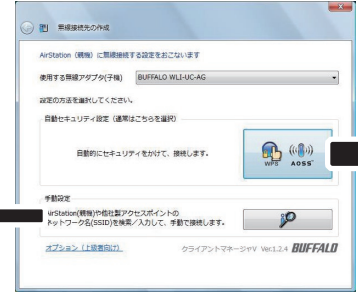 無線接続先の作成
AirStation（親機）に無線接続する設定をおこないます
使用する無線アダプタ(子機) BUFFALO WLI-UC-AG
設定の方法を選択してください。
自動セキュリティ設定（通常はこちらを選択）
自動的にセキュリティをかけて、接続します。
WPS AOSS
手動設定
AirStation(親機)や他社製アクセスポイントの
ネットワーク名(SSID)を検索／入力して、手動で接続します。
オプション（上級者向け） クライアントマネージャV Ver.1.2.4 BUFFALO